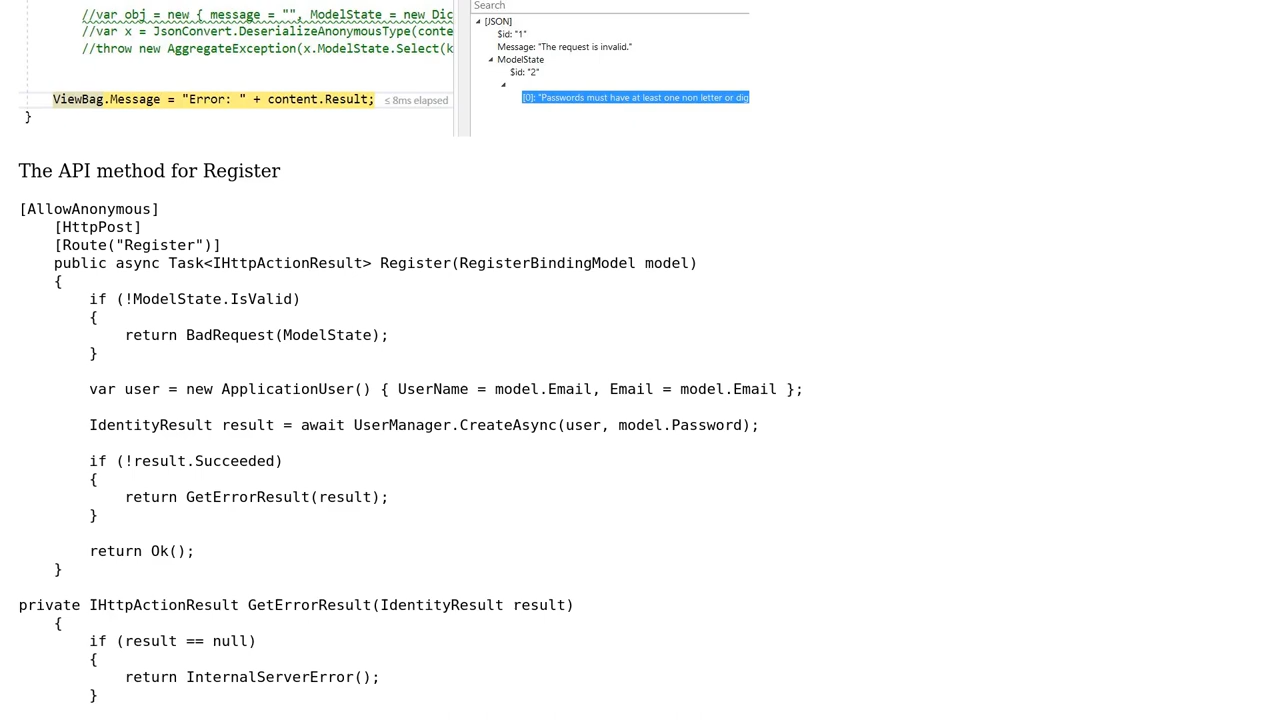 //var obj = new { message = "", ModelState = new Dic
//var x = JsonConvert.DeserializeAnonymousType(conte
//throw new AggregateException(x.ModelState.Select(k
ViewBag.Message = "Error: " + content.Result; ≤ 8ms elapsed
}
Search
[JSON]
$id: "1"
Message: "The request is invalid."
ModelState
$id: "2"
[0]: "Passwords must have at least one non letter or dig
The API method for Register
[AllowAnonymous]
[HttpPost]
[Route("Register")]
public async Task<IHttpActionResult> Register(RegisterBindingModel model)
{
if (!ModelState.IsValid)
{
return BadRequest(ModelState);
}
var user = new ApplicationUser() { UserName = model.Email, Email = model.Email };
IdentityResult result = await UserManager.CreateAsync(user, model.Password);
if (!result.Succeeded)
{
return GetErrorResult(result);
}
return Ok();
}
private IHttpActionResult GetErrorResult(IdentityResult result)
{
if (result == null)
{
return InternalServerError();
}